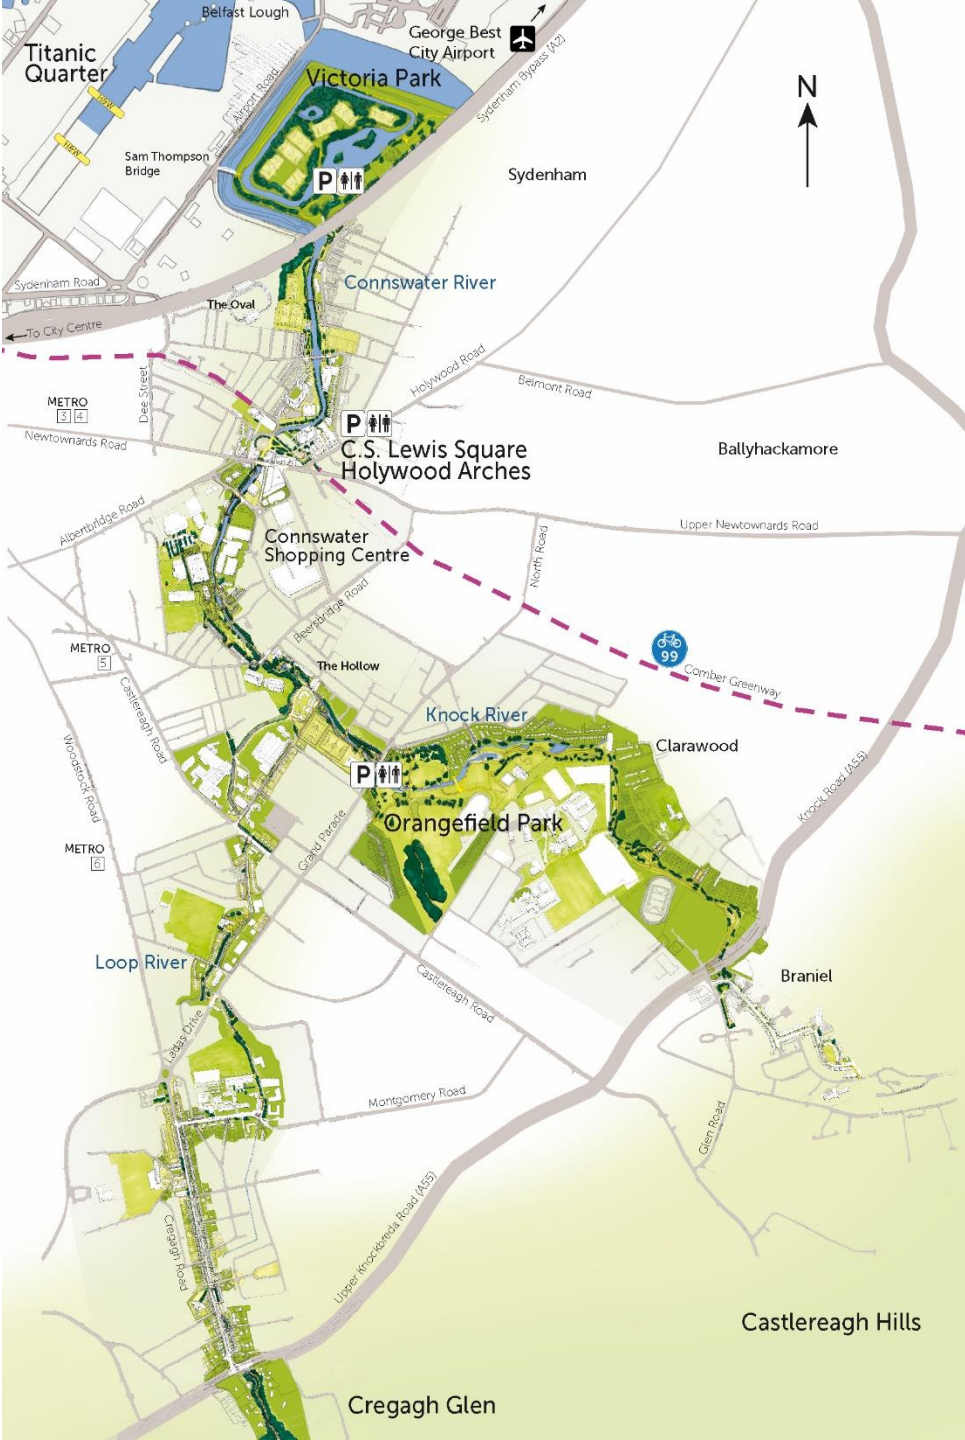 Belfast Lough
George Best
City Airport
Titanic
Quarter
Victoria Park
H&W
H&W
Airport Road
Sydenham Bypass (A2)
N
Sam Thompson
Bridge
P
Sydenham
Sydenham Road
Connswater River
The Oval
To City Centre
Holywood Road
Belmont Road
Dee Street
METRO
3 4
Newtownards Road
P
C.S. Lewis Square
Holywood Arches
Ballyhackamore
Albertbridge Road
Upper Newtownards Road
Connswater
Shopping Centre
North Road
Beersbridge Road
METRO
5
The Hollow
99
Comber Greenway
Castlereagh Road
Knock River
Clarawood
Woodstock Road
P
Knock Road (A55)
Orangefield Park
Grand Parade
METRO
6
Loop River
Castlereagh Road
Braniel
Ladas Drive
Montgomery Road
Glen Road
Cregagh Road
Upper Knockbreda Road (A55)
Castlereagh Hills
Cregagh Glen